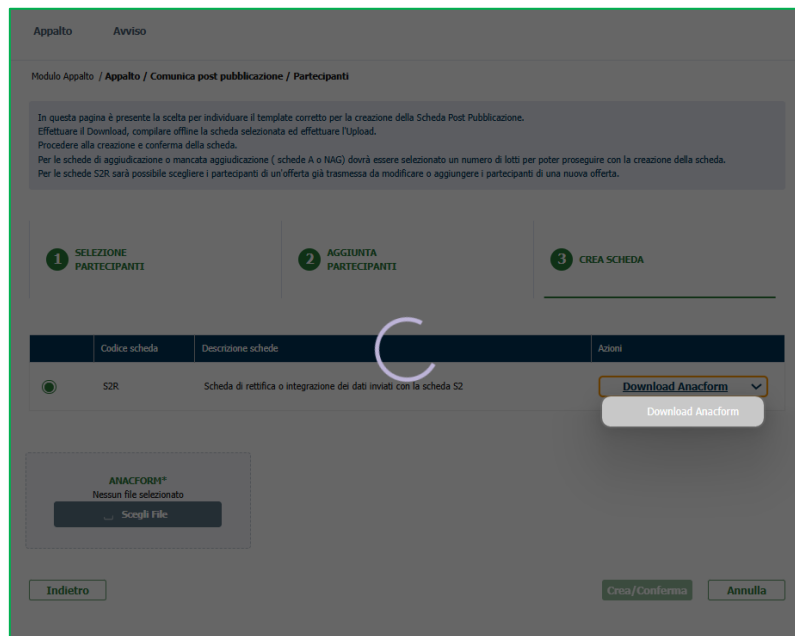 Appalto Avviso
Modulo Appalto / Appalto / Comunica post pubblicazione / Partecipanti
In questa pagina è presente la scelta per individuare il template corretto per la creazione della Scheda Post Pubblicazione.
Effettuare il Download, compilare offline la scheda selezionata ed effettuare l'Upload.
Procedere alla creazione e conferma della scheda.
Per le schede di aggiudicazione o mancata aggiudicazione ( schede A o NAG) dovrà essere selezionato un numero di lotti per poter proseguire con la creazione della scheda.
Per le schede S2R sarà possibile scegliere i partecipanti di un'offerta già trasmessa da modificare o aggiungere i partecipanti di una nuova offerta.
1 SELEZIONE
PARTECIPANTI
2 AGGIUNTA
PARTECIPANTI
3 CREA SCHEDA
Codice scheda Descrizione schede Azioni
S2R Scheda di rettifica o integrazione dei dati inviati con la scheda S2 Download Anacform
Download Anacform
ANACFORM*
Nessun file selezionato
Scegli File
Indietro Crea/Conferma Annulla